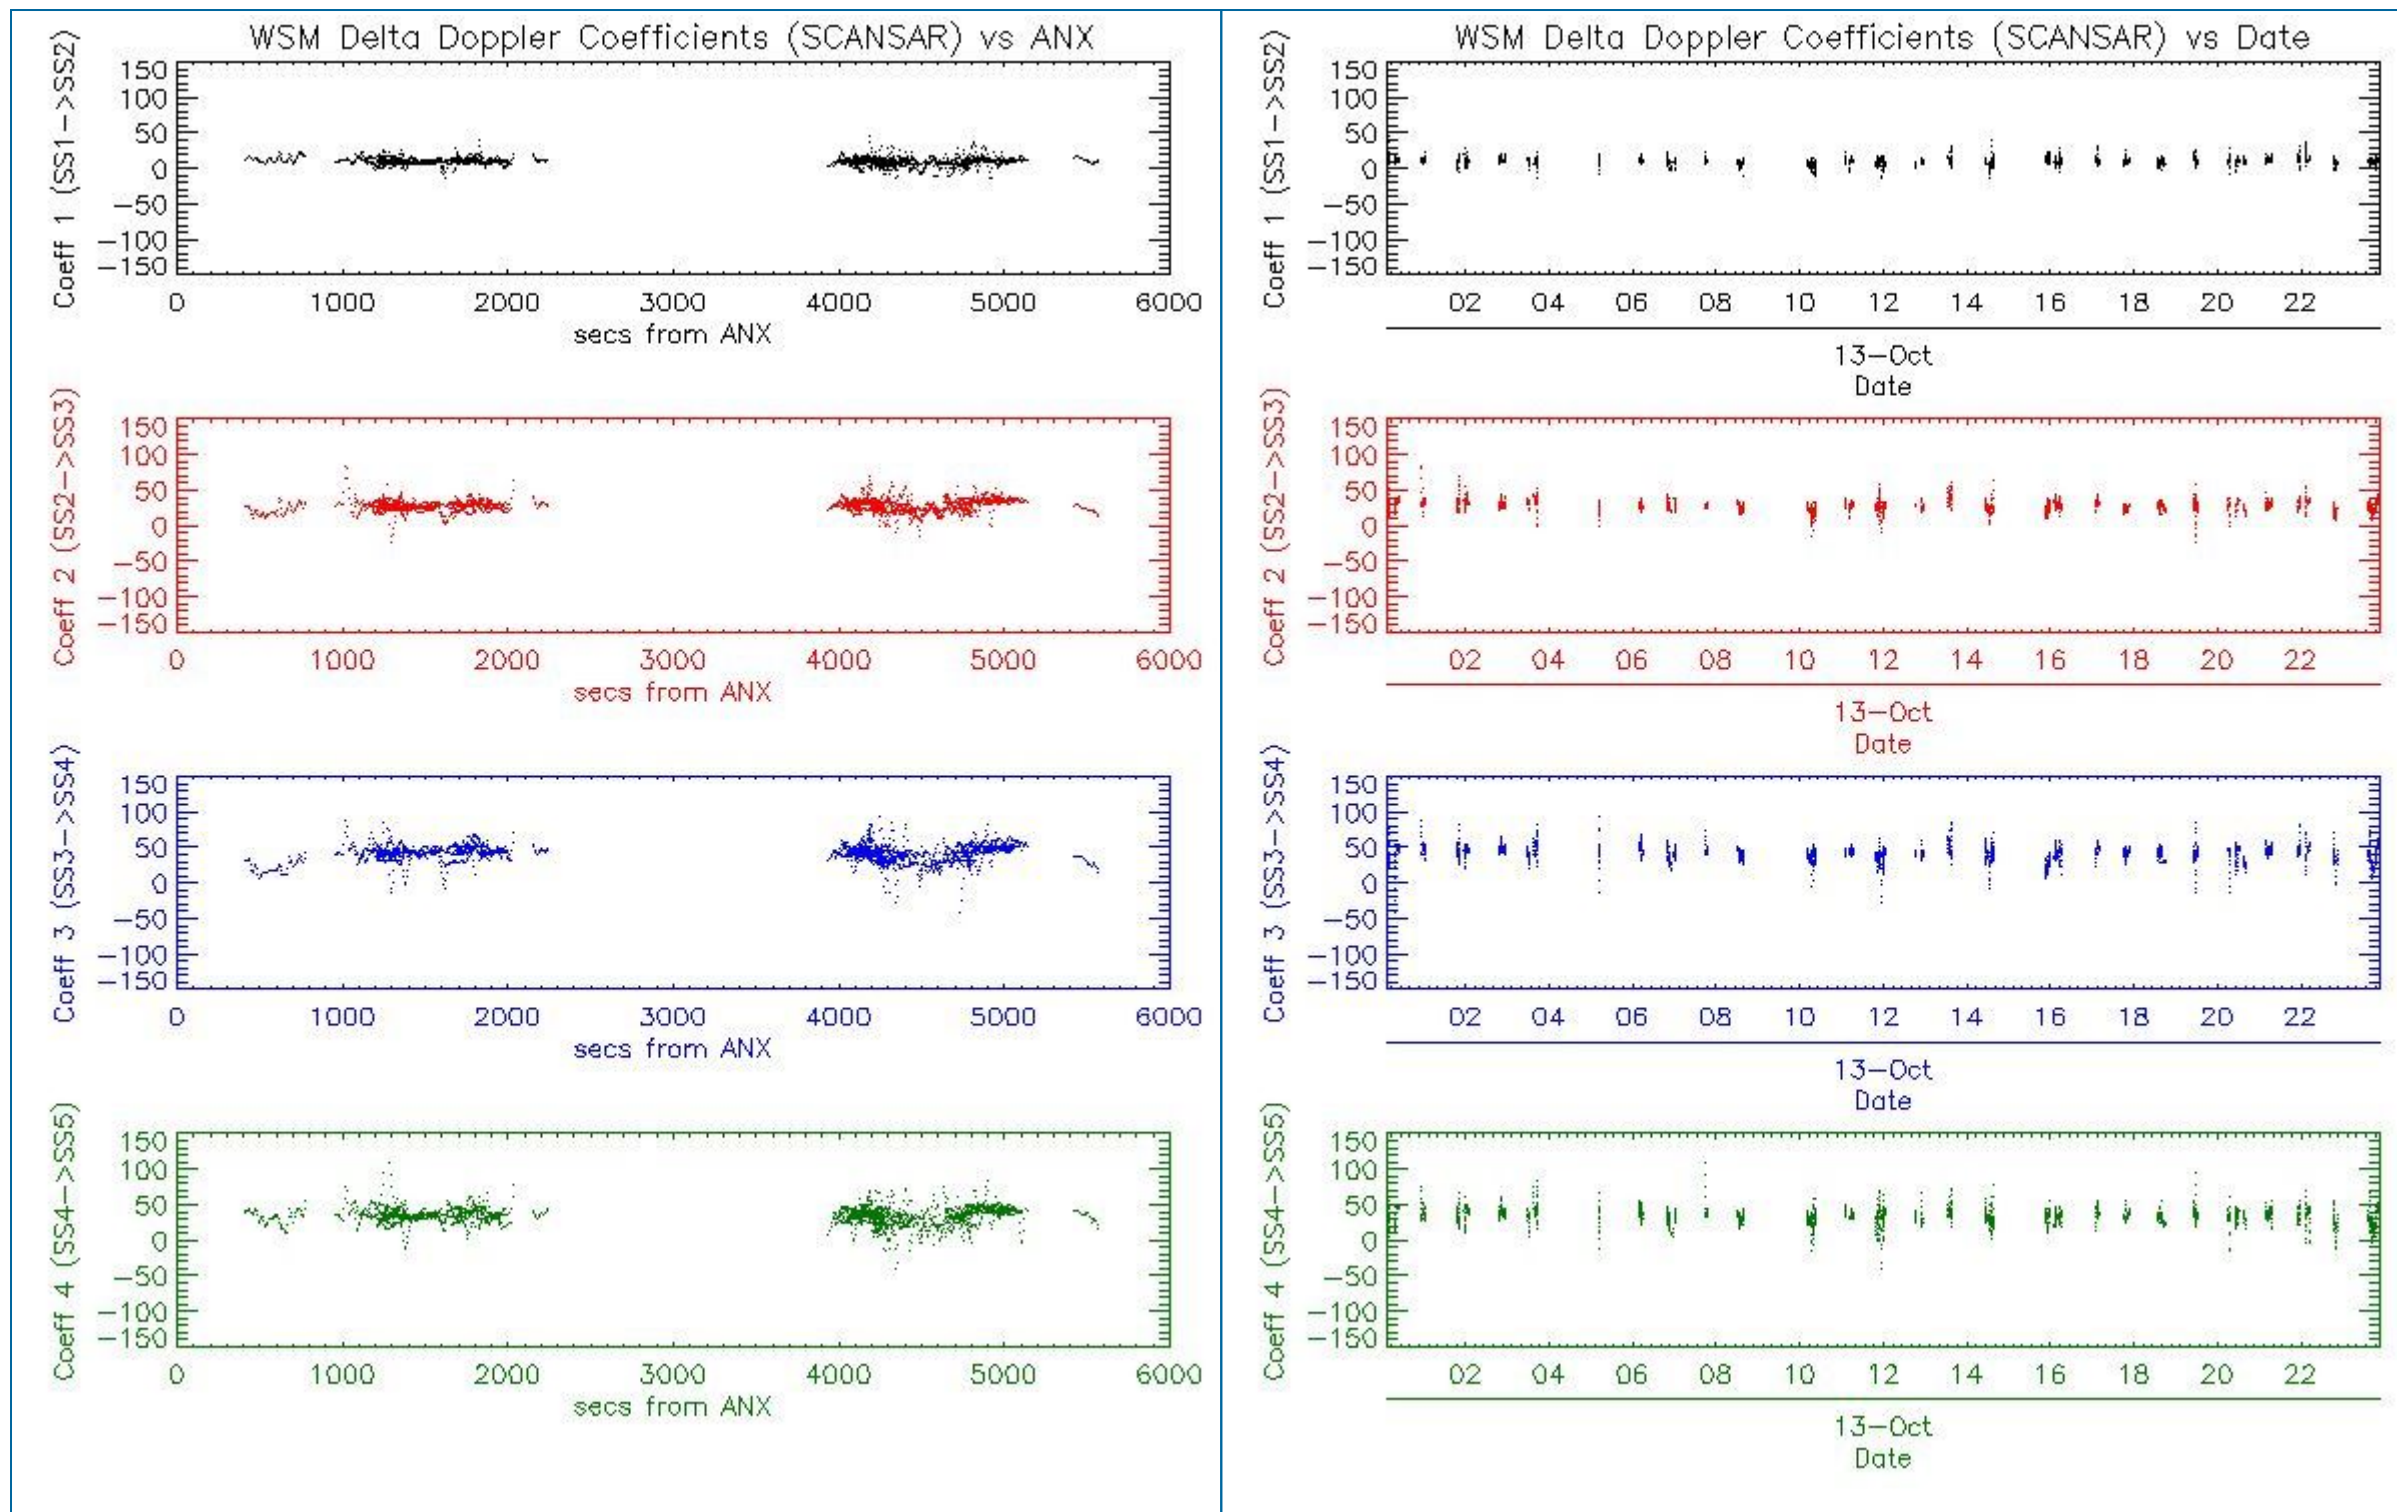 WSM Delta Doppler Coefficients (SCANSAR) vs ANX
Coeff 1 (SS1->SS2)
150
100
50
0
-50
-100
-150
0 1000 2000 3000 4000 5000 6000
secs from ANX
Coeff 2 (SS2->SS3)
150
100
50
0
-50
-100
-150
0 1000 2000 3000 4000 5000 6000
secs from ANX
Coeff 3 (SS3->SS4)
150
100
50
0
-50
-100
-150
0 1000 2000 3000 4000 5000 6000
secs from ANX
Coeff 4 (SS4->SS5)
150
100
50
0
-50
-100
-150
0 1000 2000 3000 4000 5000 6000
secs from ANX
WSM Delta Doppler Coefficients (SCANSAR) vs Date
Coeff 1 (SS1->SS2)
150
100
50
0
-50
-100
-150
02 04 06 08 10 12 14 16 18 20 22
13-Oct
Date
Coeff 2 (SS2->SS3)
150
100
50
0
-50
-100
-150
02 04 06 08 10 12 14 16 18 20 22
13-Oct
Date
Coeff 3 (SS3->SS4)
150
100
50
0
-50
-100
-150
02 04 06 08 10 12 14 16 18 20 22
13-Oct
Date
Coeff 4 (SS4->SS5)
150
100
50
0
-50
-100
-150
02 04 06 08 10 12 14 16 18 20 22
13-Oct
Date